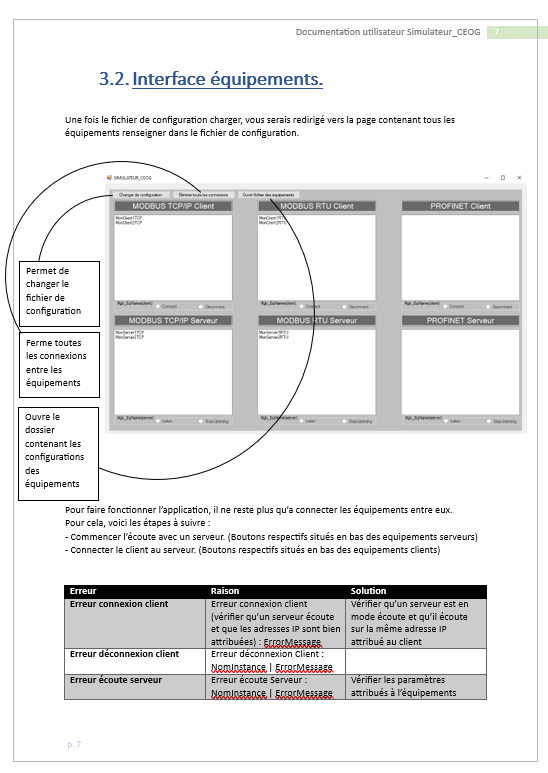 Documentation utilisateur Simulateur_CEOG 7
3.2. Interface équipements.
Une fois le fichier de configuration charger, vous serais redirigé vers la page contenant tous les
équipements renseigner dans le fichier de configuration.
SIMULATEUR_CEOG
Changer de configuration Eliminer toutes les connexions Ouvrir fichier des équipements
MODBUS TCP/IP Client MODBUS RTU Client PROFINET Client
MonClient1TCP MonClient1RTU
MonClient2TCP MonClient2RTU
Algo_EqName(client) Connect Disconnect Algo_EqName(client) Connect Disconnect Algo_EqName(client) Connect Disconnect
MODBUS TCP/IP Serveur MODBUS RTU Serveur PROFINET Serveur
MonServer1TCP MonServer1RTU
MonServer2TCP MonServer2RTU
Algo_EqName(server) Listen StopListening Algo_EqName(server) Listen StopListening Algo_EqName(server) Listen StopListening
Permet de
changer le
fichier de
configuration
Ferme toutes
les connexions
entre les
équipements
Ouvre le
dossier
contenant les
configurations
des
équipements
Pour faire fonctionner l'application, il ne reste plus qu'a connecter les équipements entre eux.
Pour cela, voici les étapes à suivre :
- Commencer l'écoute avec un serveur. (Boutons respectifs situés en bas des equipements serveurs)
- Connecter le client au serveur. (Boutons respectifs situés en bas des equipements clients)
Erreur Raison Solution
Erreur connexion client Erreur connexion client Vérifier qu'un serveur est en
(vérifier qu'un serveur écoute mode écoute et qu'il écoute
et que les adresses IP sont bien sur la même adresse IP
attribuées) : ErrorMessage attribué au client
Erreur déconnexion client Erreur déconnexion Client :
NomInstance | ErrorMessage
Erreur écoute serveur Erreur écoute Serveur : Vérifier les paramètres
NomInstance | ErrorMessage attribués à l'équipements
p. 7